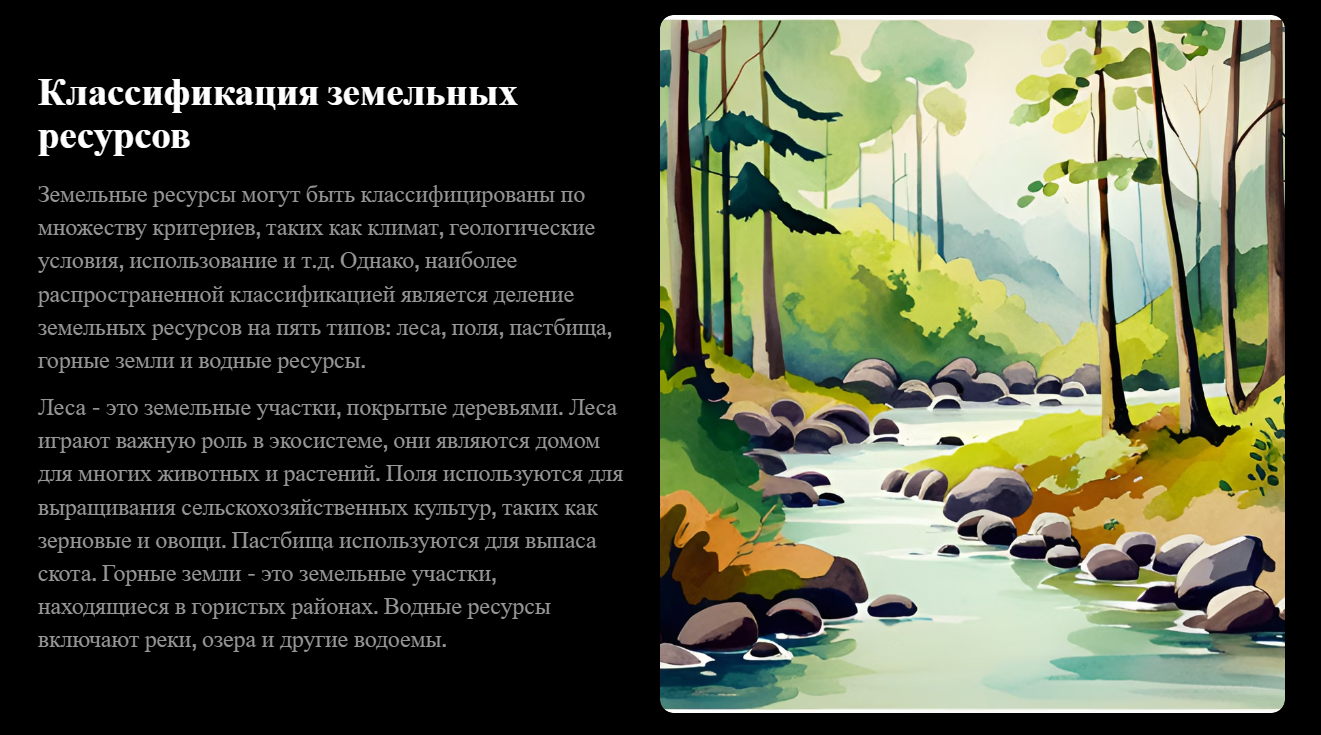 Классификация земельных
ресурсов
Земельные ресурсы могут быть классифицированы по
множеству критериев, таких как климат, геологические
условия, использование и т.д. Однако, наиболее
распространенной классификацией является деление
земельных ресурсов на пять типов: леса, поля, пастбища,
горные земли и водные ресурсы.
Леса - это земельные участки, покрытые деревьями. Леса
играют важную роль в экосистеме, они являются домом
для многих животных и растений. Поля используются для
выращивания сельскохозяйственных культур, таких как
зерновые и овощи. Пастбища используются для выпаса
скота. Горные земли - это земельные участки,
находящиеся в гористых районах. Водные ресурсы
включают реки, озера и другие водоемы.